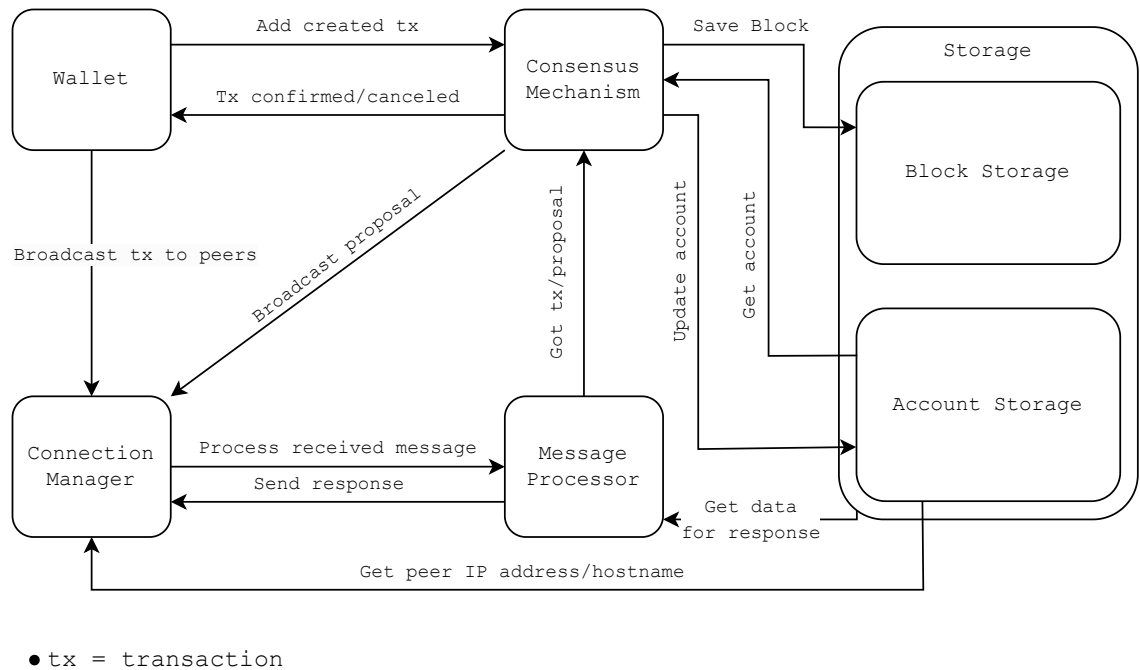 Add created tx
Save Block
Storage
Wallet
Consensus
Mechanism
Tx confirmed/canceled
Block Storage
Broadcast tx to peers
Broadcast proposal
Got tx/proposal
Update account
Get account
Account Storage
Connection
Manager
Process received message
Send response
Message
Processor
Get data
for response
Get peer IP address/hostname
● tx = transaction